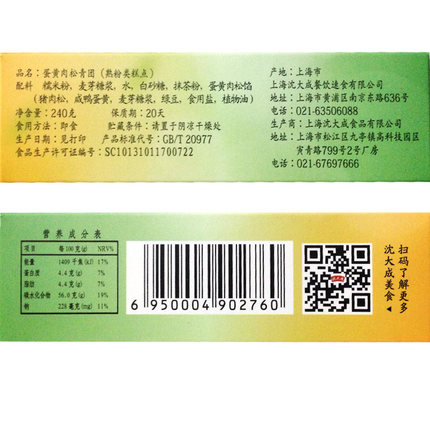 品名：蛋黄肉松青团（熟粉类糕点）
配料：糯米粉、麦芽糖浆、水、白砂糖、抹茶粉、蛋黄肉松馅
（猪肉松，咸鸭蛋黄，麦芽糖浆，绿豆，食用盐，植物油）
净含量：240克 保质期：20天
食用方法：即食 贮藏条件：请置于阴凉干燥处
生产日期：见打印 产品标准代号：GB/T 20977
食品生产许可证编号：SC10131011700722
产地：上海市
上海沈大成餐饮速食有限公司
地址：上海市黄浦区南京东路636号
电话：021-63506088
生产商：上海沈大成食品有限公司
地址：上海市松江区九亭镇高科技园区
寅青路799号2号厂房
电话：021-67697666
营养成分表
项目 每100克(g) NRV%
能量 1409千焦(kJ) 17%
蛋白质 4.4克(g) 7%
脂肪 4.4克(g) 7%
碳水化合物 56.0克(g) 19%
钠 228毫克(mg) 11%
6 950004 902760
扫码了解更多
沈大成美食